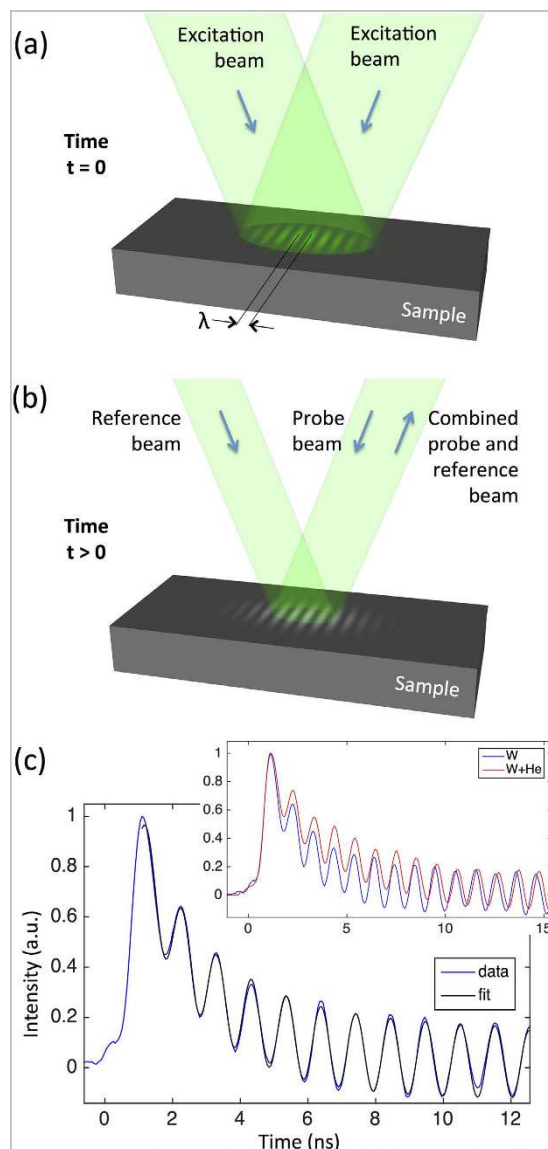 (a)
Excitation
beam
Excitation
beam
Time
t = 0
Sample
λ
(b)
Reference
beam
Probe
beam
Combined
probe and
reference
beam
Time
t > 0
Sample
(c)
1
0.8
0.6
0.4
0.2
0
0
5
10
15
W
W+He
1
0.8
0.6
0.4
0.2
0
Intensity (a.u.)
data
fit
0
2
4
6
8
10
12
Time (ns)